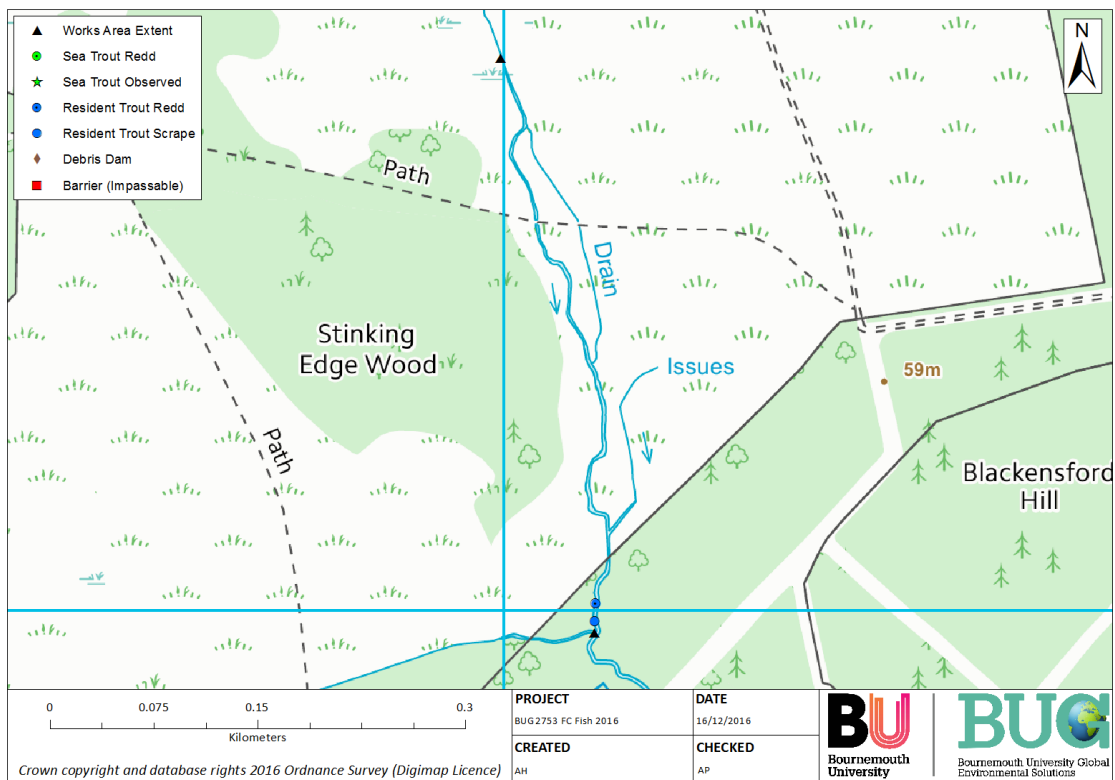 Works Area Extent
Sea Trout Redd
Sea Trout Observed
Resident Trout Redd
Resident Trout Scrape
Debris Dam
Barrier (Impassable)
N
Path
Drain
Stinking
Edge Wood
Issues
59m
Path
Blackensford
Hill
0 0.075 0.15 0.3
Kilometers
Crown copyright and database rights 2016 Ordnance Survey (Digimap Licence)
PROJECT
BUG2753 FC Fish 2016
DATE
16/12/2016
CREATED
AH
CHECKED
AP
BU
Bournemouth
University
BUG
Bournemouth University Global
Environmental Solutions